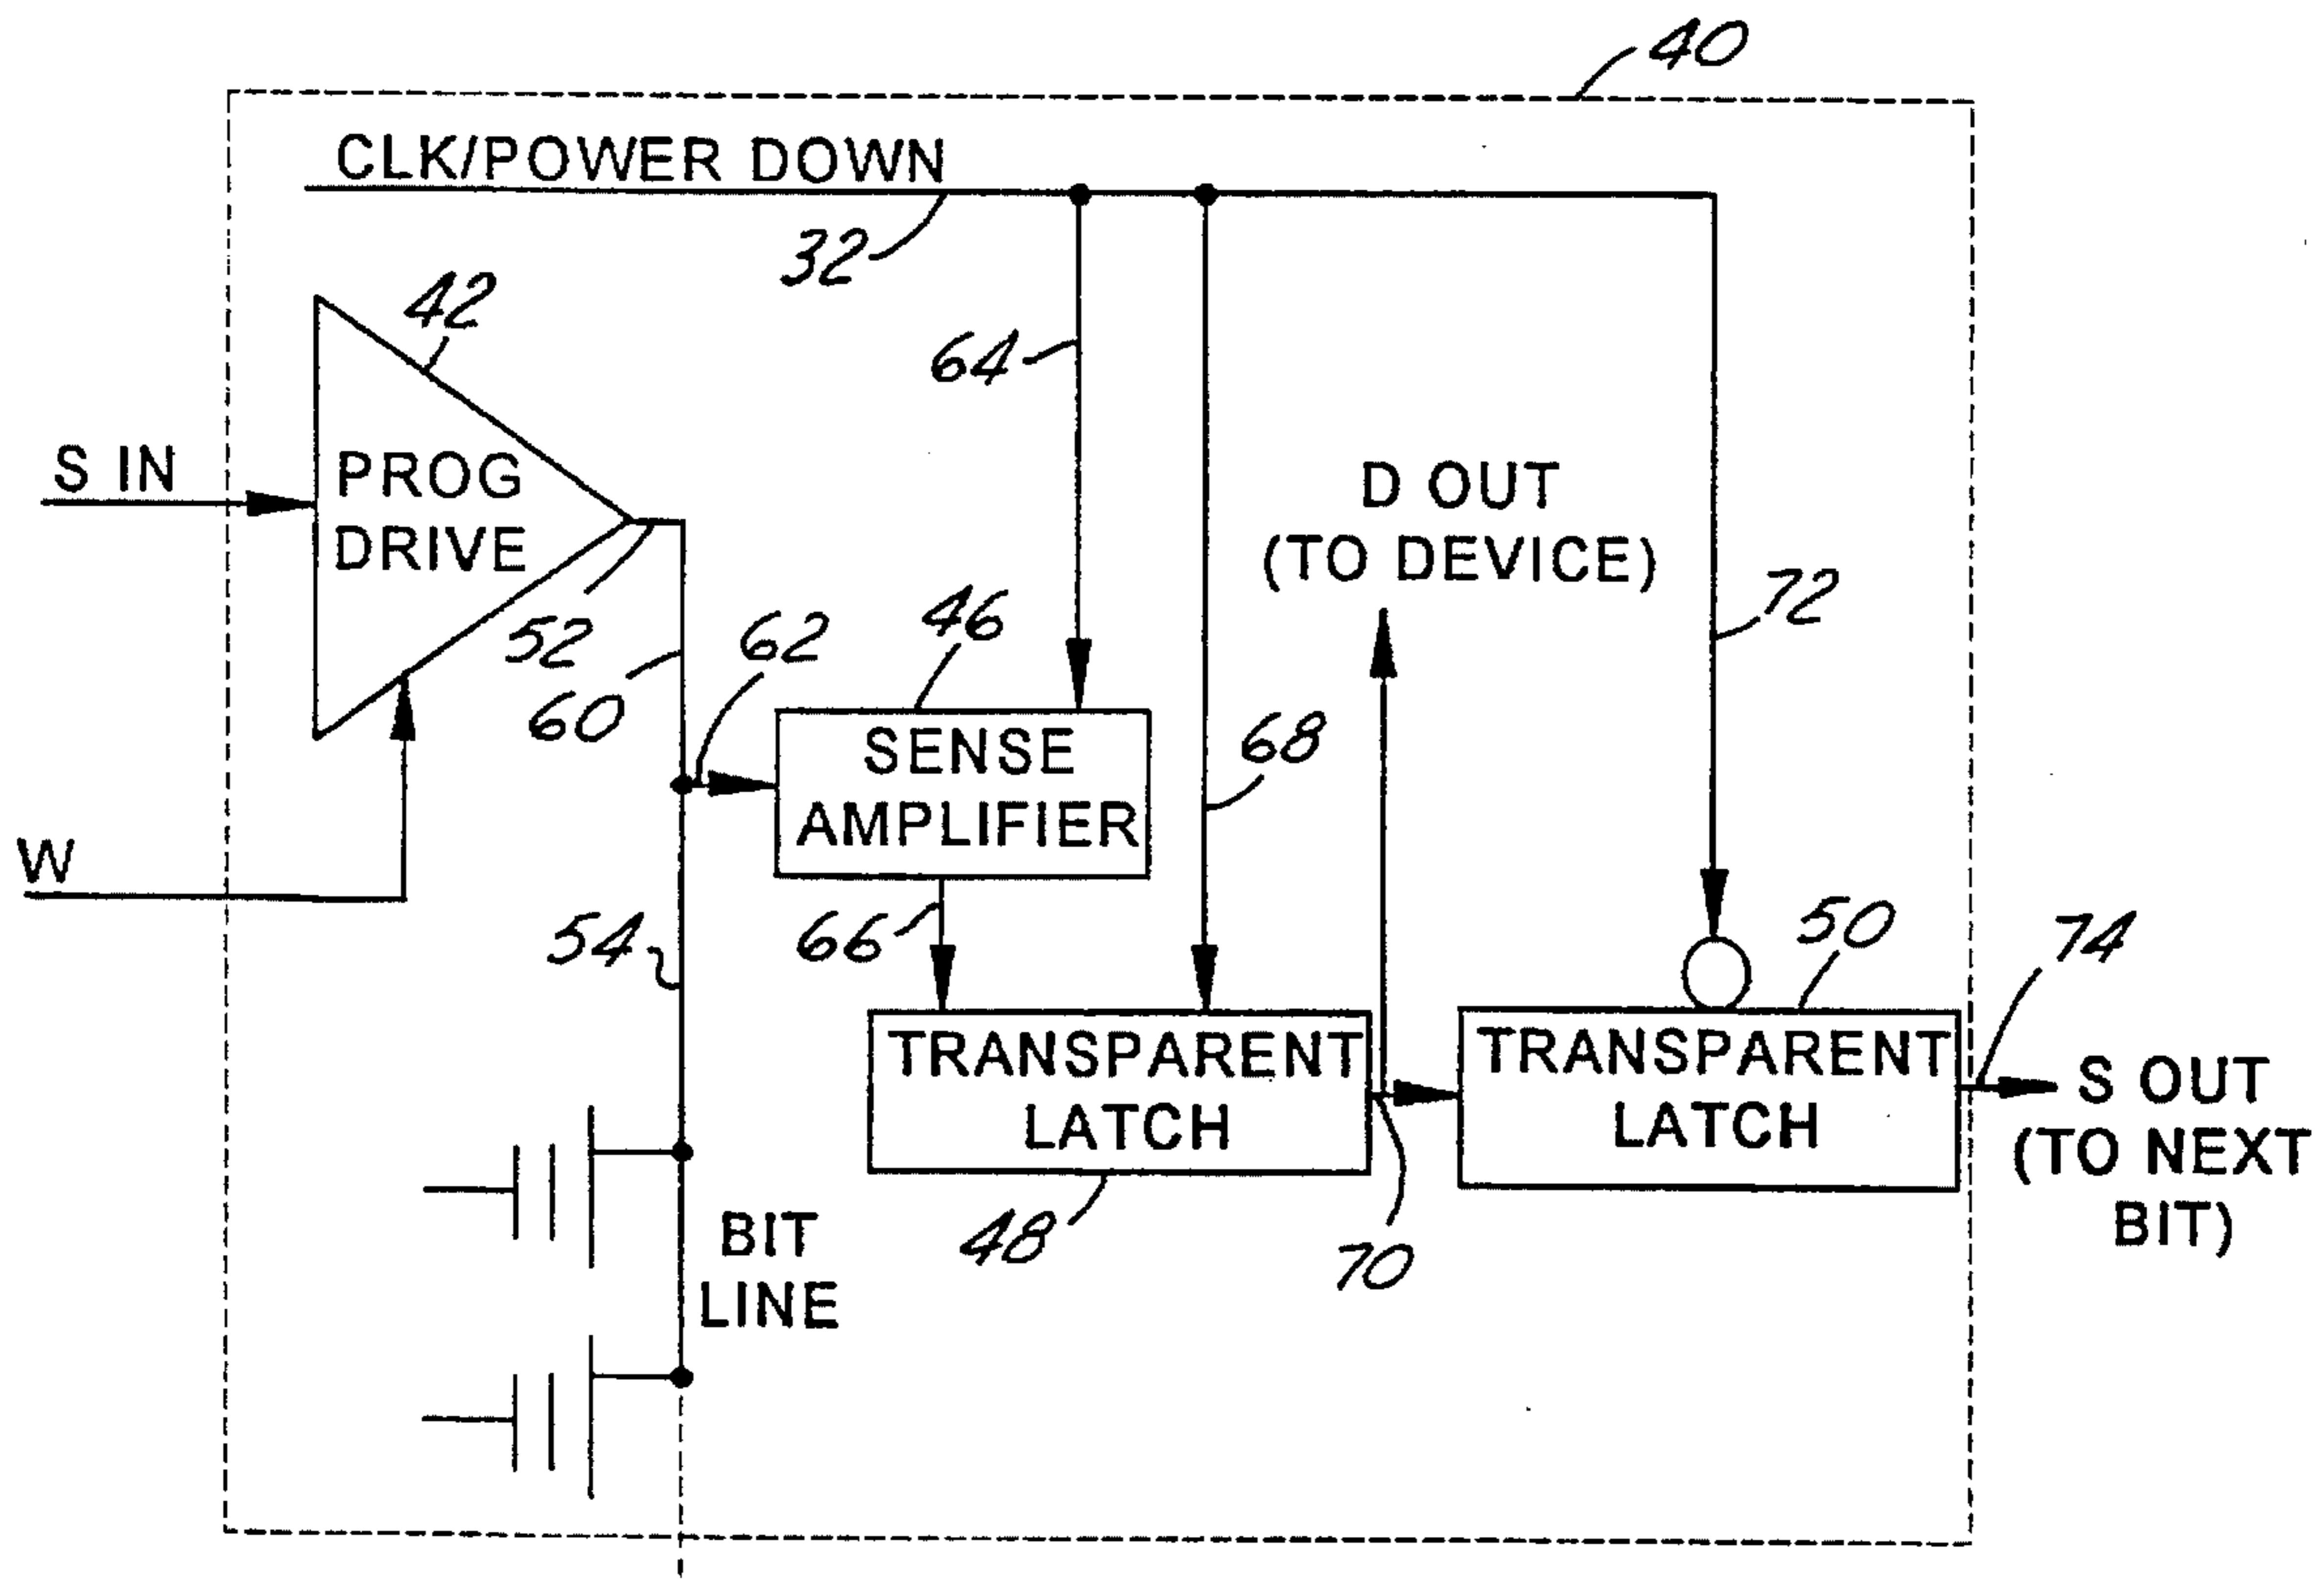 40
CLK/POWER DOWN
32
42
64
S IN
PROG
DRIVE
D OUT
(TO DEVICE)
52
60
62
46
72
SENSE
AMPLIFIER
68
W
54
66
50
74
TRANSPARENT
LATCH
TRANSPARENT
LATCH
S OUT
(TO NEXT
BIT)
48
70
BIT
LINE